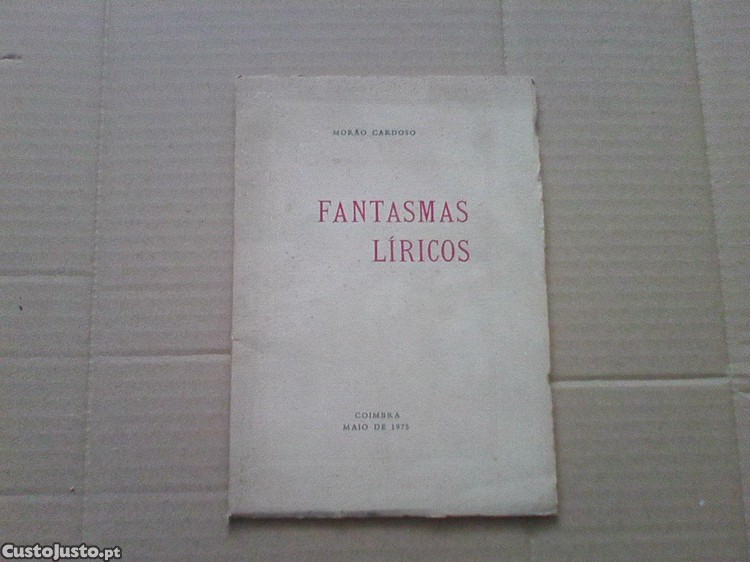 MORÃO CARDOSO
FANTASMAS
LÍRICOS
COIMBRA
MAIO DE 1975
CustoJusto.pt